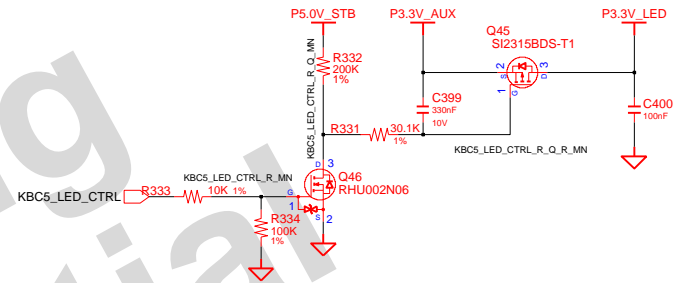 P5.0V_STB
P3.3V_AUX
P3.3V_LED
Q45
SI2315BDS-T1
R332
200K
1%
KBC5_LED_CTRL_R_Q_MN
2
3
S
D
1
G
C399
330nF
10V
C400
100nF
R331
30.1K
1%
KBC5_LED_CTRL_R_Q_R_MN
D
3
KBC5_LED_CTRL_R_MN
Q46
RHU002N06
KBC5_LED_CTRL
R333
10K
1%
G
1
S
2
R334
100K
1%